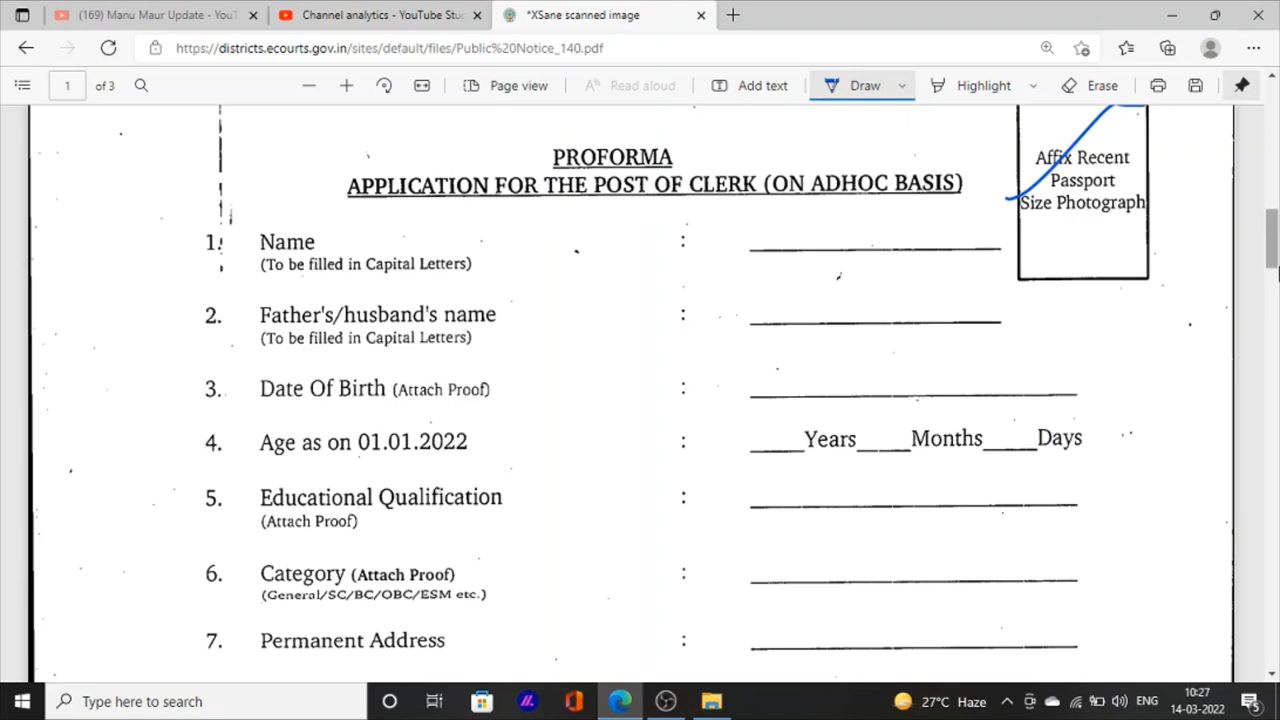 (169) Manu Maur Update - YouT
Channel analytics - YouTube Stu
*XSane scanned image
https://districts.ecourts.gov.in/sites/default/files/Public%20Notice_140.pdf
1 of 3
Page view
Read aloud
Add text
Draw
Highlight
Erase
PROFORMA
APPLICATION FOR THE POST OF CLERK (ON ADHOC BASIS)
Affix Recent
Passport
Size Photograph
1. Name : 
(To be filled in Capital Letters)
2. Father's/husband's name :
(To be filled in Capital Letters)
3. Date Of Birth (Attach Proof) :
4. Age as on 01.01.2022 : ____Years____Months____Days
5. Educational Qualification :
(Attach Proof)
6. Category (Attach Proof) :
(General/SC/BC/OBC/ESM etc.)
7. Permanent Address :
Type here to search
27°C Haze
ENG
10:27
14-03-2022
5